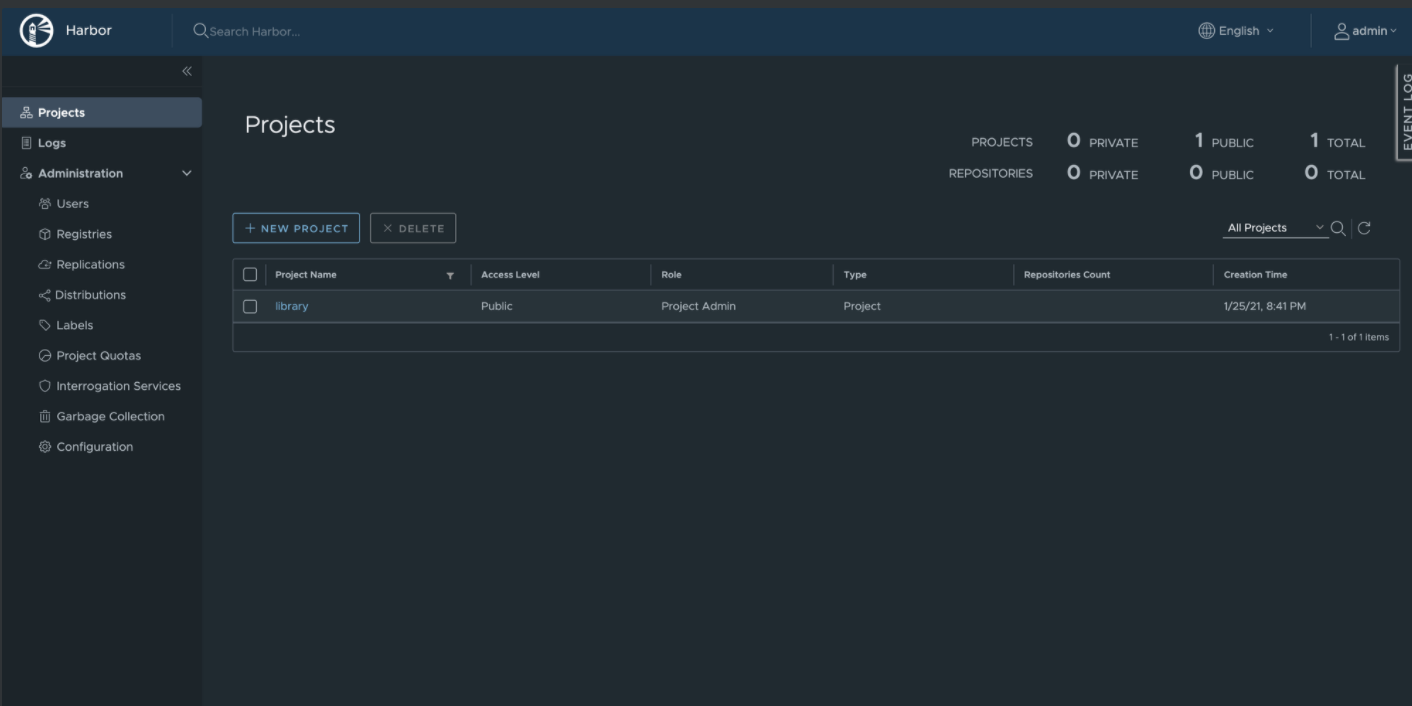 Harbor
Search Harbor...
English
admin
EVENT LOG
Projects
Logs
Administration
Users
Registries
Replications
Distributions
Labels
Project Quotas
Interrogation Services
Garbage Collection
Configuration
Projects
PROJECTS 0 PRIVATE 1 PUBLIC 1 TOTAL
REPOSITORIES 0 PRIVATE 0 PUBLIC 0 TOTAL
+ NEW PROJECT × DELETE All Projects
Project Name Access Level Role Type Repositories Count Creation Time
library Public Project Admin Project 1/25/21, 8:41 PM
1 - 1 of 1 items